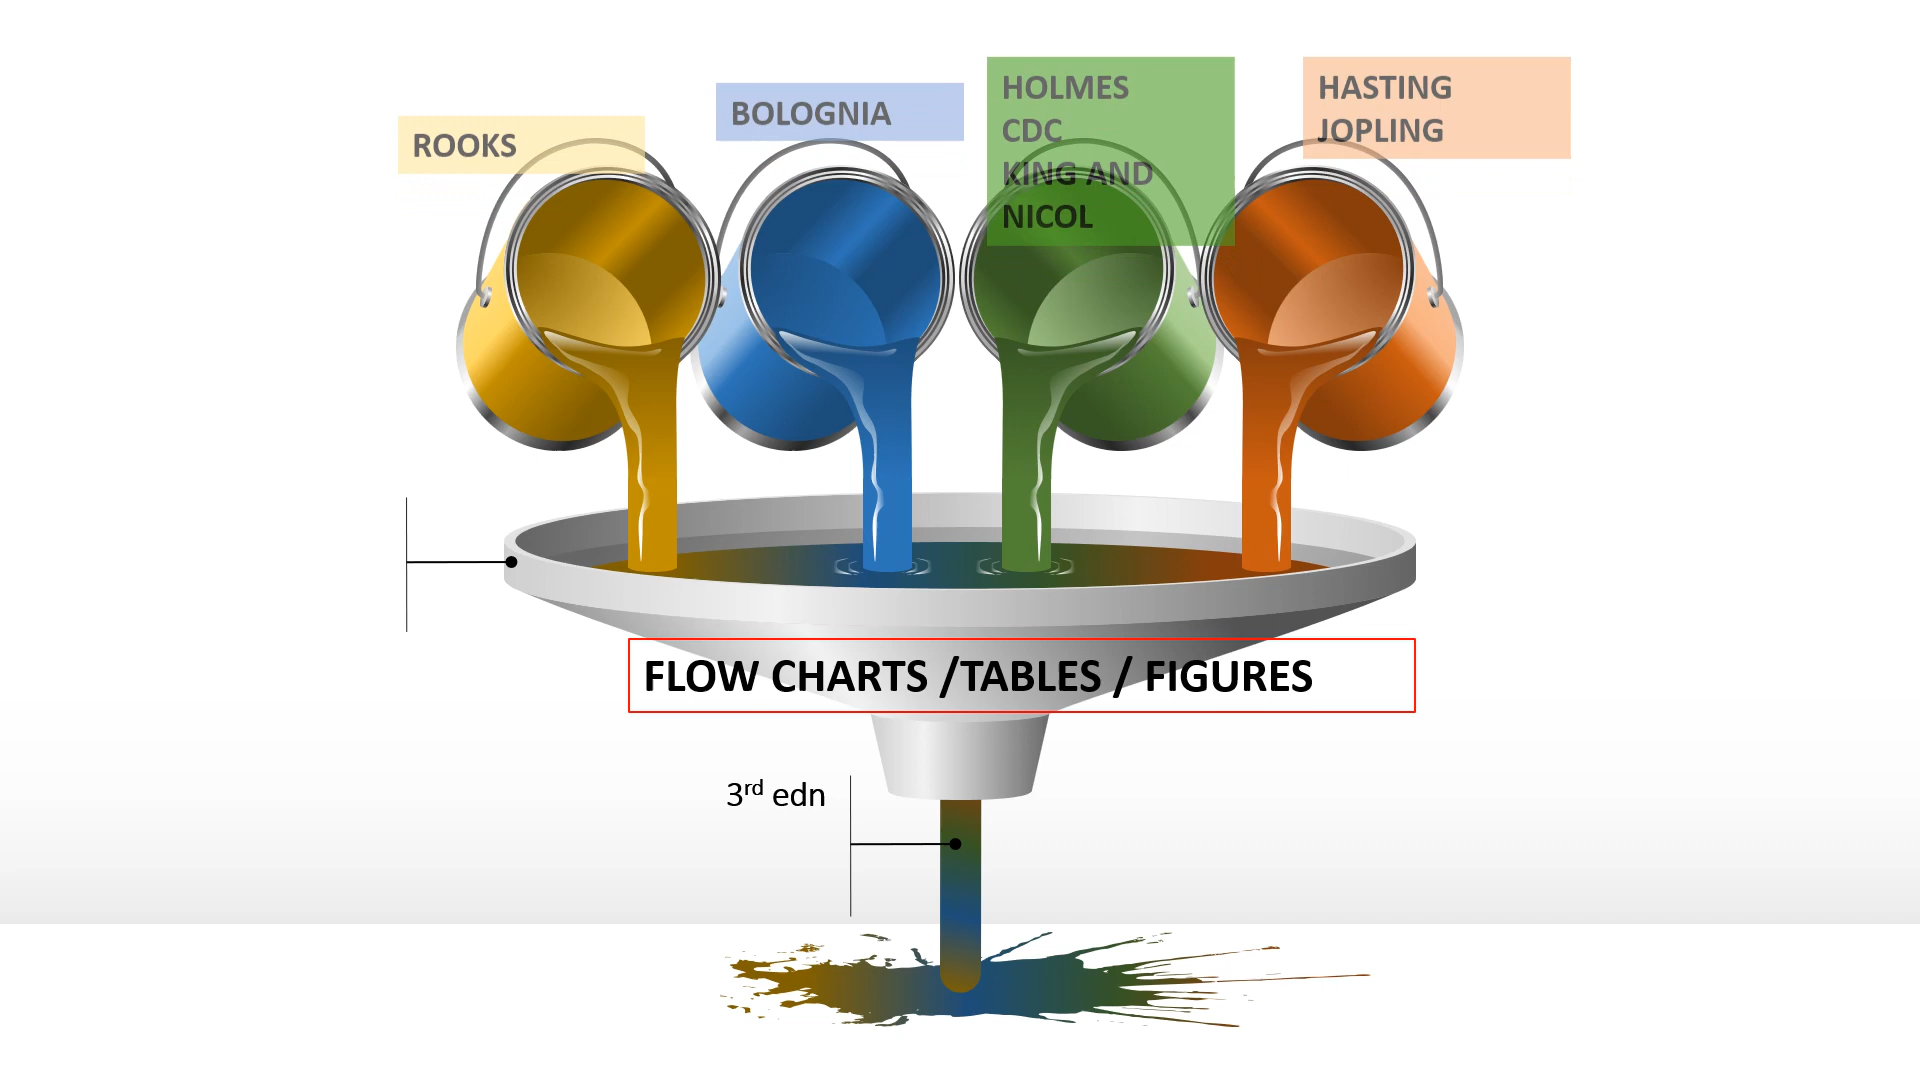 ROOKS
BOLOGNIA
HOLMES
CDC
KING AND
NICOL
HASTING
JOPLING
FLOW CHARTS /TABLES / FIGURES
3rd edn